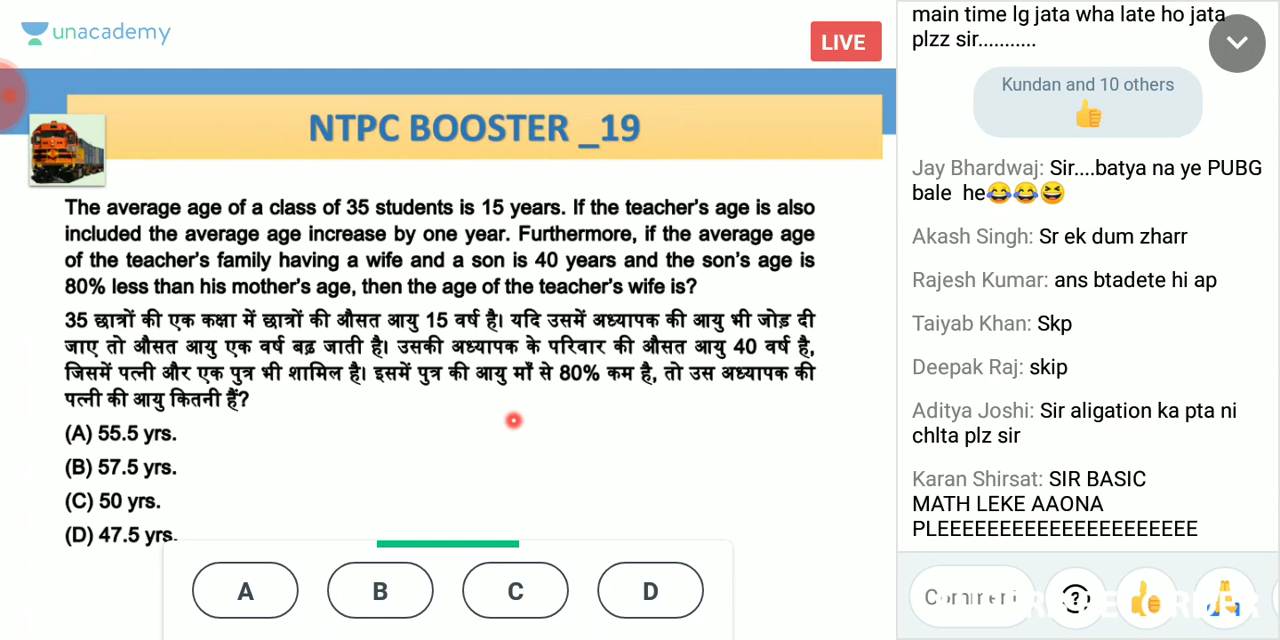 unacademy
LIVE
NTPC BOOSTER _19
The average age of a class of 35 students is 15 years. If the teacher's age is also
included the average age increase by one year. Furthermore, if the average age
of the teacher's family having a wife and a son is 40 years and the son's age is
80% less than his mother's age, then the age of the teacher's wife is?
35 छात्रों की एक कक्षा में छात्रों की औसत आयु 15 वर्ष है। यदि उसमें अध्यापक की आयु भी जोड़ दी
जाए तो औसत आयु एक वर्ष बढ़ जाती है। उसकी अध्यापक के परिवार की औसत आयु 40 वर्ष है,
जिसमें पत्नी और एक पुत्र भी शामिल है। इसमें पुत्र की आयु माँ से 80% कम है, तो उस अध्यापक की
पत्नी की आयु कितनी हैं?
(A) 55.5 yrs.
(B) 57.5 yrs.
(C) 50 yrs.
(D) 47.5 yrs.
A B C D
main time lg jata wha late ho jata
plzz sir...........
Kundan and 10 others
Jay Bhardwaj: Sir....batya na ye PUBG
bale he😂😂😆
Akash Singh: Sr ek dum zharr
Rajesh Kumar: ans btadete hi ap
Taiyab Khan: Skp
Deepak Raj: skip
Aditya Joshi: Sir aligation ka pta ni
chlta plz sir
Karan Shirsat: SIR BASIC
MATH LEKE AAONA
PLEEEEEEEEEEEEEEEEEEEEE